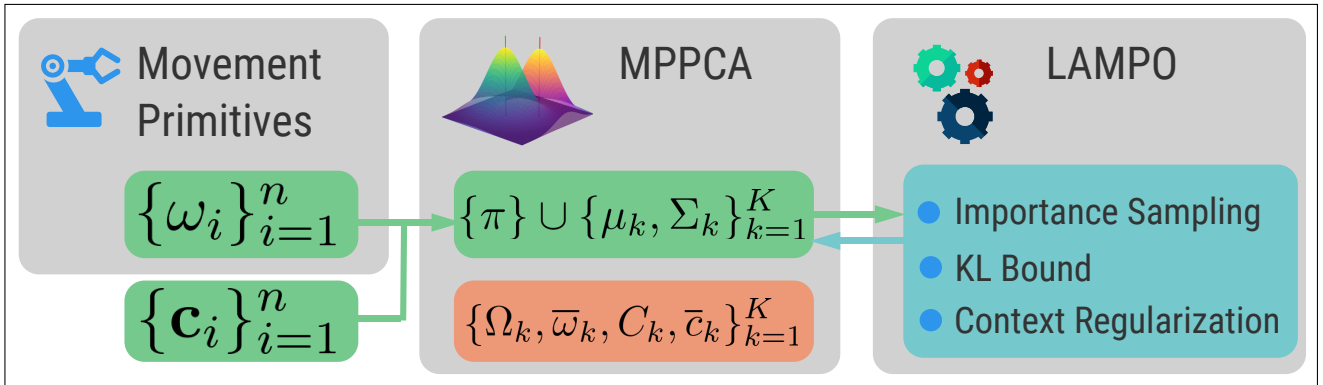 Movement
Primitives
{ω_i}_{i=1}^n
{𝐜_i}_{i=1}^n
MPPCA
{π} ∪ {μ_k, Σ_k}_{k=1}^K
{Ω_k, ω̅_k, C_k, c̅_k}_{k=1}^K
LAMPO
Importance Sampling
KL Bound
Context Regularization